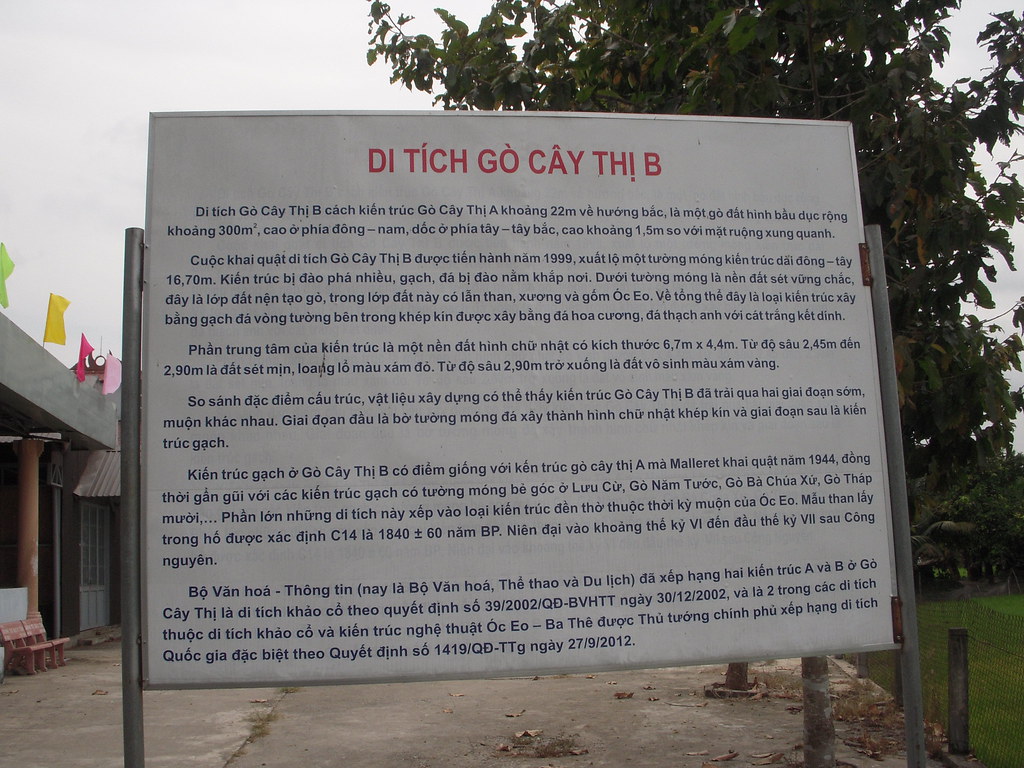 DI TÍCH GÒ CÂY THỊ B
Di tích Gò Cây Thị B cách kiến trúc Gò Cây Thị A khoảng 22m về hướng bắc, là một gò đất hình bầu dục rộng
khoảng 300m², cao ở phía đông – nam, dốc ở phía tây – tây bắc, cao khoảng 1,5m so với mặt ruộng xung quanh.
Cuộc khai quật di tích Gò Cây Thị B được tiến hành năm 1999, xuất lộ một tường móng kiến trúc dài đông – tây
16,70m. Kiến trúc bị đào phá nhiều, gạch, đá bị đào nằm khắp nơi. Dưới tường móng là nền đất sét vững chắc,
đây là lớp đất nện tạo gò, trong lớp đất này có lẫn than, xương và gốm Óc Eo. Về tổng thể đây là loại kiến trúc xây
bằng gạch đá vòng tường bên trong khép kín được xây bằng đá hoa cương, đá thạch anh với cát trắng kết dính.
Phần trung tâm của kiến trúc là một nền đất hình chữ nhật có kích thước 6,7m x 4,4m. Từ độ sâu 2,45m đến
2,90m là đất sét mịn, loang lổ màu xám đỏ. Từ độ sâu 2,90m trở xuống là đất vô sinh màu xám vàng.
So sánh đặc điểm cấu trúc, vật liệu xây dựng có thể thấy kiến trúc Gò Cây Thị B đã trải qua hai giai đoạn sớm,
muộn khác nhau. Giai đọan đầu là bờ tường móng đá xây thành hình chữ nhật khép kín và giai đoạn sau là kiến
trúc gạch.
Kiến trúc gạch ở Gò Cây Thị B có điểm giống với kến trúc gò cây thị A mà Malleret khai quật năm 1944, đồng
thời gần gũi với các kiến trúc gạch có tường móng bẻ góc ở Lưu Cừ, Gò Năm Tước, Gò Bà Chúa Xứ, Gò Tháp
mười,... Phần lớn những di tích này xếp vào loại kiến trúc đền thờ thuộc thời kỳ muộn của Óc Eo. Mẫu than lấy
trong hố được xác định C14 là 1840 ± 60 năm BP. Niên đại vào khoảng thế kỷ VI đến đầu thế kỷ VII sau Công
nguyên.
Bộ Văn hoá - Thông tin (nay là Bộ Văn hoá, Thể thao và Du lịch) đã xếp hạng hai kiến trúc A và B ở Gò
Cây Thị là di tích khảo cổ theo quyết định số 39/2002/QĐ-BVHTT ngày 30/12/2002, và là 2 trong các di tích
thuộc di tích khảo cổ và kiến trúc nghệ thuật Óc Eo – Ba Thê được Thủ tướng chính phủ xếp hạng di tích
Quốc gia đặc biệt theo Quyết định số 1419/QĐ-TTg ngày 27/9/2012.